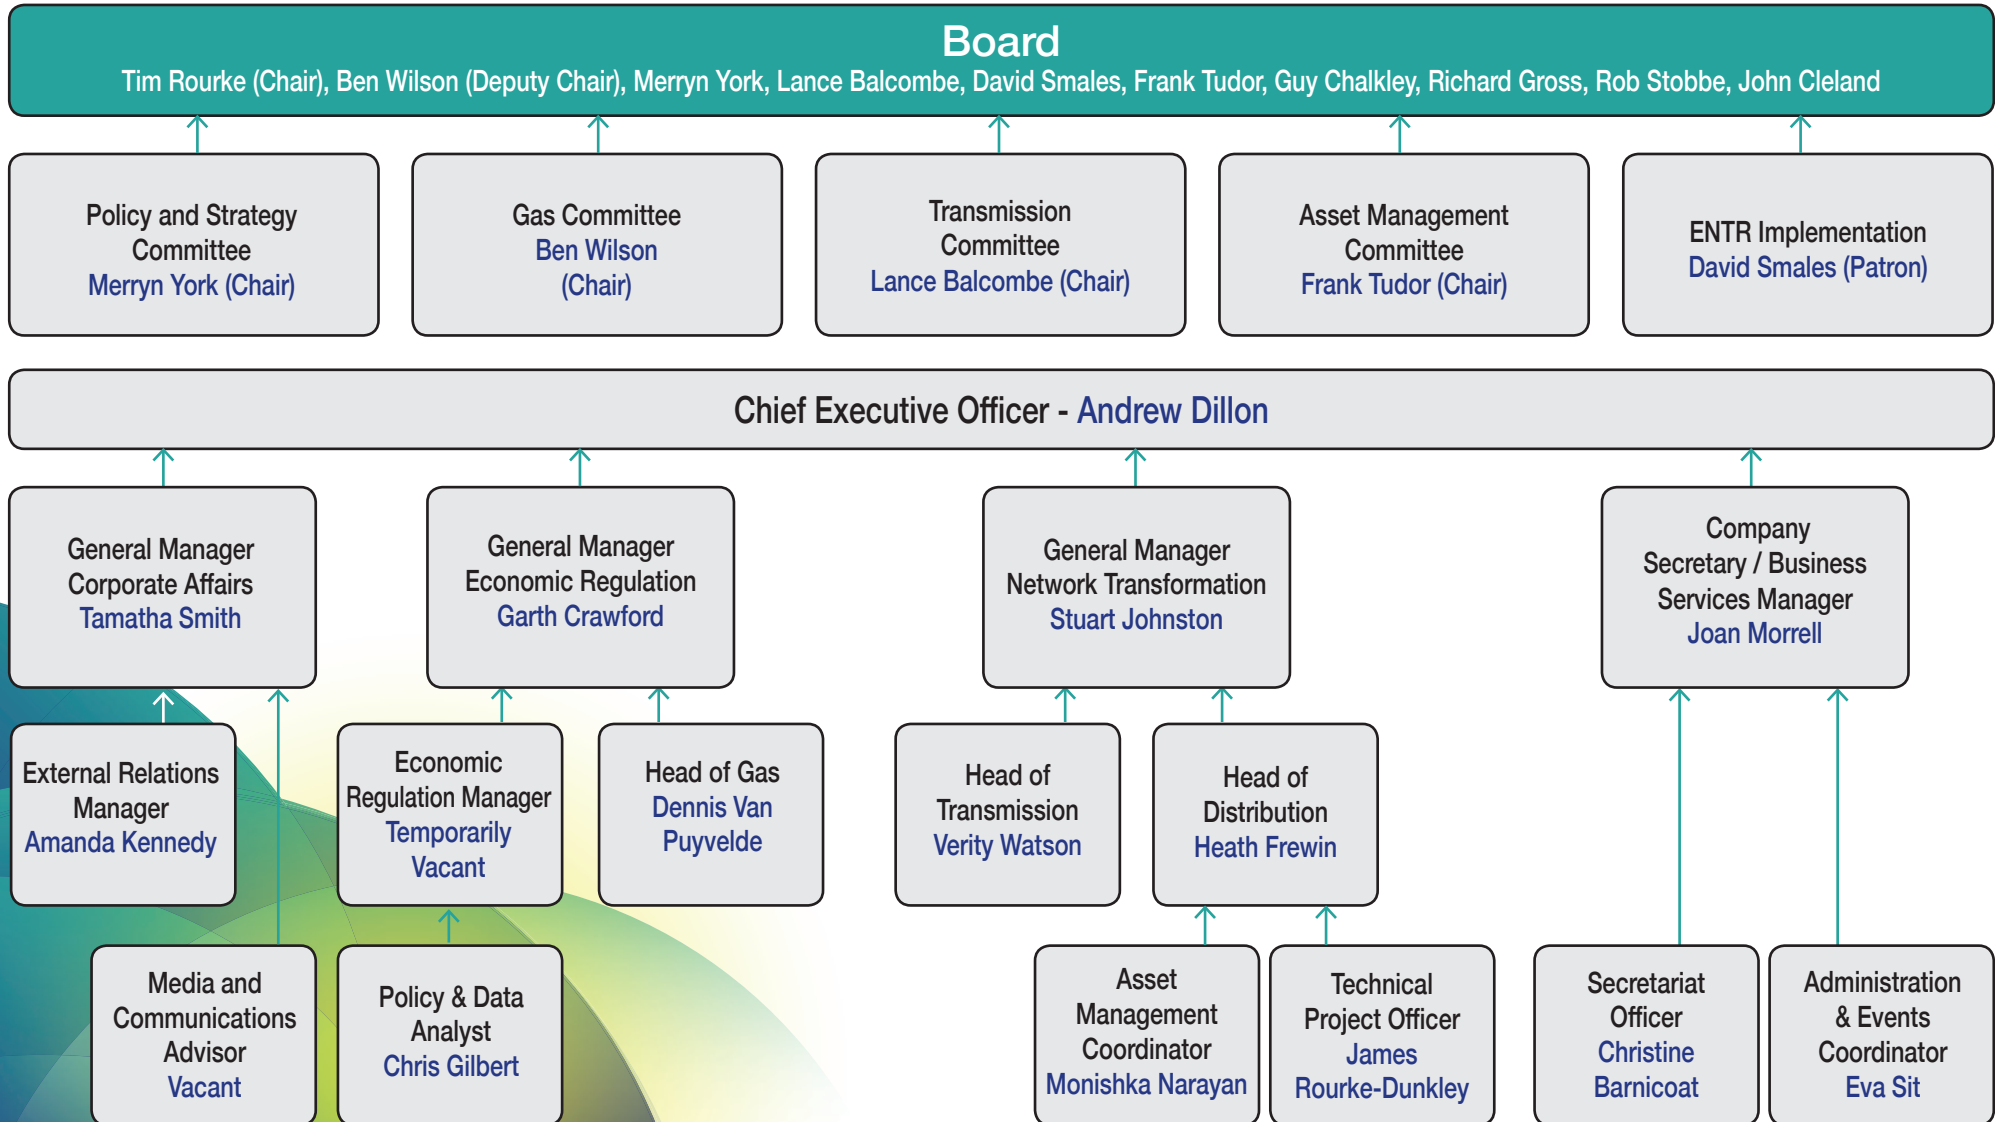 Board
Tim Rourke (Chair), Ben Wilson (Deputy Chair), Merryn York, Lance Balcombe, David Smales, Frank Tudor, Guy Chalkley, Richard Gross, Rob Stobbe, John Cleland
Policy and Strategy
Committee
Merryn York (Chair)
Gas Committee
Ben Wilson
(Chair)
Transmission
Committee
Lance Balcombe (Chair)
Asset Management
Committee
Frank Tudor (Chair)
ENTR Implementation
David Smales (Patron)
Chief Executive Officer - Andrew Dillon
General Manager
Corporate Affairs
Tamatha Smith
General Manager
Economic Regulation
Garth Crawford
General Manager
Network Transformation
Stuart Johnston
Company
Secretary / Business
Services Manager
Joan Morrell
External Relations
Manager
Amanda Kennedy
Economic
Regulation Manager
Temporarily
Vacant
Head of Gas
Dennis Van
Puyvelde
Head of
Transmission
Verity Watson
Head of
Distribution
Heath Frewin
Media and
Communications
Advisor
Vacant
Policy & Data
Analyst
Chris Gilbert
Asset
Management
Coordinator
Monishka Narayan
Technical
Project Officer
James
Rourke-Dunkley
Secretariat
Officer
Christine
Barnicoat
Administration
& Events
Coordinator
Eva Sit